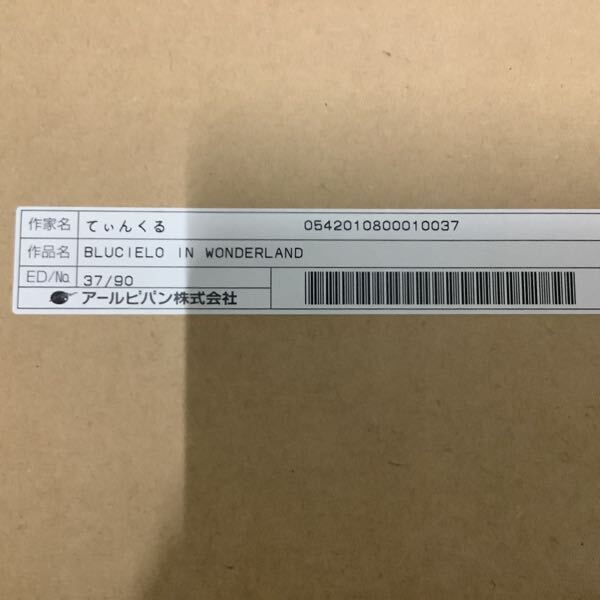 作家名 てぃんくる 0542010800010037
作品名 BLUCIELO IN WONDERLAND
ED/No. 37/90
アールビバン株式会社